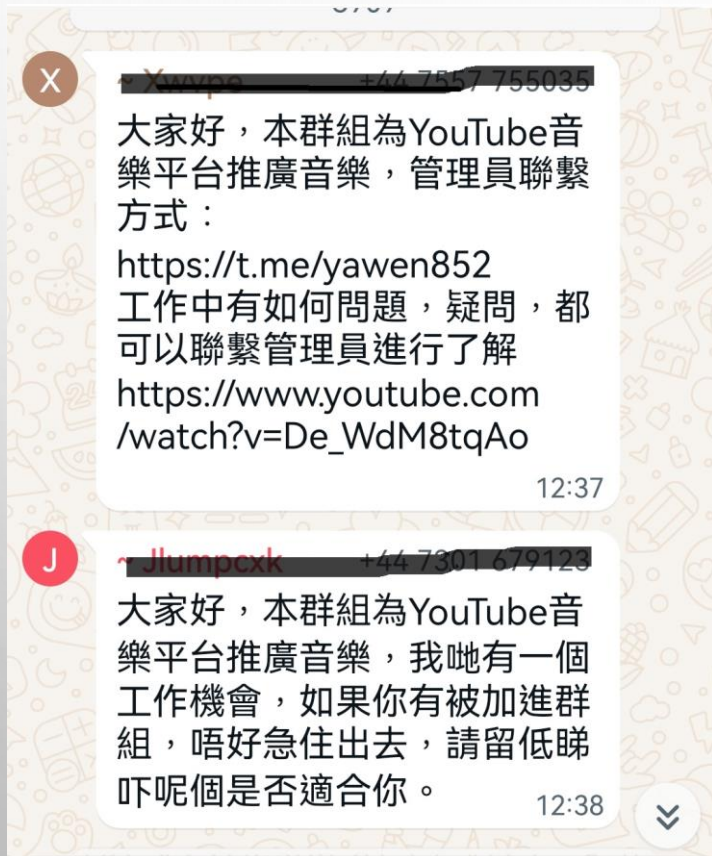 X
大家好，本群組為YouTube音
樂平台推廣音樂，管理員聯繫
方式：
https://t.me/yawen852
工作中有如何問題，疑問，都
可以聯繫管理員進行了解
https://www.youtube.com
/watch?v=De_WdM8tqAo
12:37
J
大家好，本群組為YouTube音
樂平台推廣音樂，我哋有一個
工作機會，如果你有被加進群
組，唔好急住出去，請留低睇
吓呢個是否適合你。
12:38